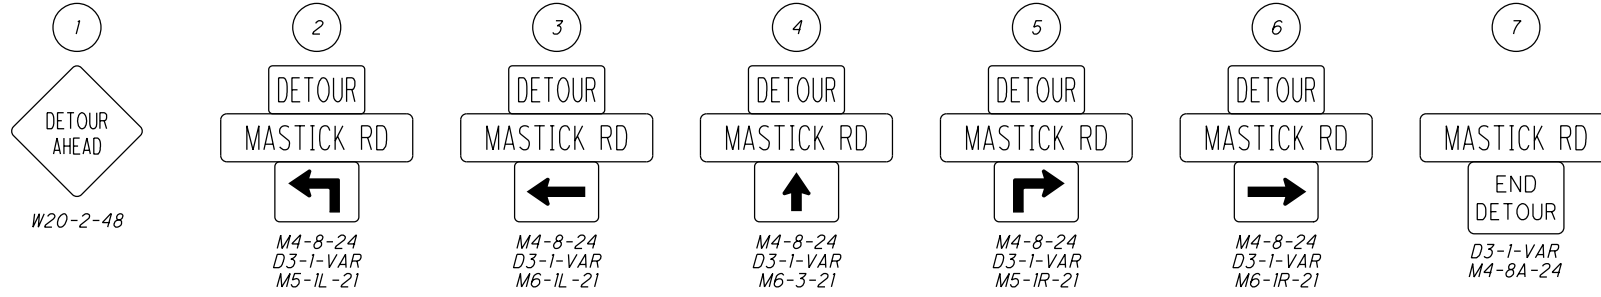 1
DETOUR
AHEAD
W20-2-48
2
DETOUR
MASTICK RD
M4-8-24
D3-1-VAR
M5-1L-21
3
DETOUR
MASTICK RD
M4-8-24
D3-1-VAR
M6-1L-21
4
DETOUR
MASTICK RD
M4-8-24
D3-1-VAR
M6-3-21
5
DETOUR
MASTICK RD
M4-8-24
D3-1-VAR
M5-1R-21
6
DETOUR
MASTICK RD
M4-8-24
D3-1-VAR
M6-1R-21
7
MASTICK RD
END
DETOUR
D3-1-VAR
M4-8A-24